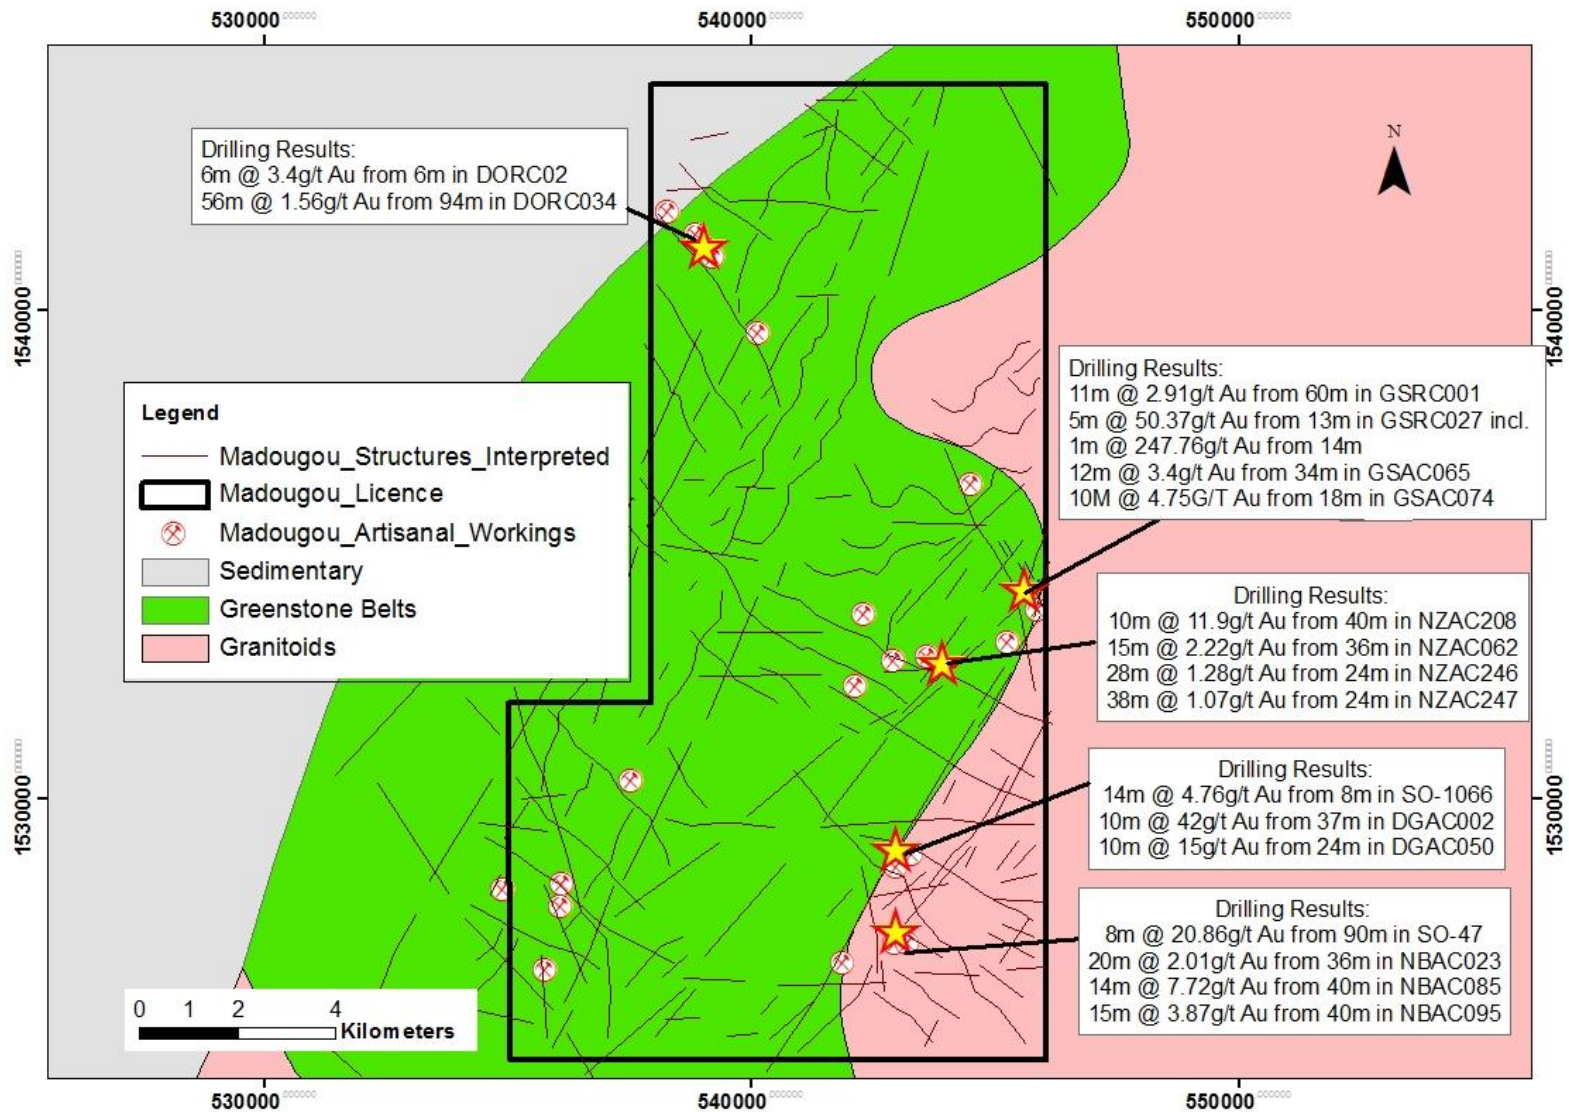 530000
540000
550000
N
Drilling Results:
6m @ 3.4g/t Au from 6m in DORC02
56m @ 1.56g/t Au from 94m in DORC034
1540000
1540000
Drilling Results:
11m @ 2.91g/t Au from 60m in GSRC001
5m @ 50.37g/t Au from 13m in GSRC027 incl.
1m @ 247.76g/t Au from 14m
12m @ 3.4g/t Au from 34m in GSAC065
10M @ 4.75G/T Au from 18m in GSAC074
Legend
Madougou_Structures_Interpreted
Madougou_Licence
Madougou_Artisanal_Workings
Sedimentary
Greenstone Belts
Granitoids
Drilling Results:
10m @ 11.9g/t Au from 40m in NZAC208
15m @ 2.22g/t Au from 36m in NZAC062
28m @ 1.28g/t Au from 24m in NZAC246
38m @ 1.07g/t Au from 24m in NZAC247
1530000
1530000
Drilling Results:
14m @ 4.76g/t Au from 8m in SO-1066
10m @ 42g/t Au from 37m in DGAC002
10m @ 15g/t Au from 24m in DGAC050
Drilling Results:
8m @ 20.86g/t Au from 90m in SO-47
20m @ 2.01g/t Au from 36m in NBAC023
14m @ 7.72g/t Au from 40m in NBAC085
15m @ 3.87g/t Au from 40m in NBAC095
0 1 2 4
Kilometers
530000
540000
550000